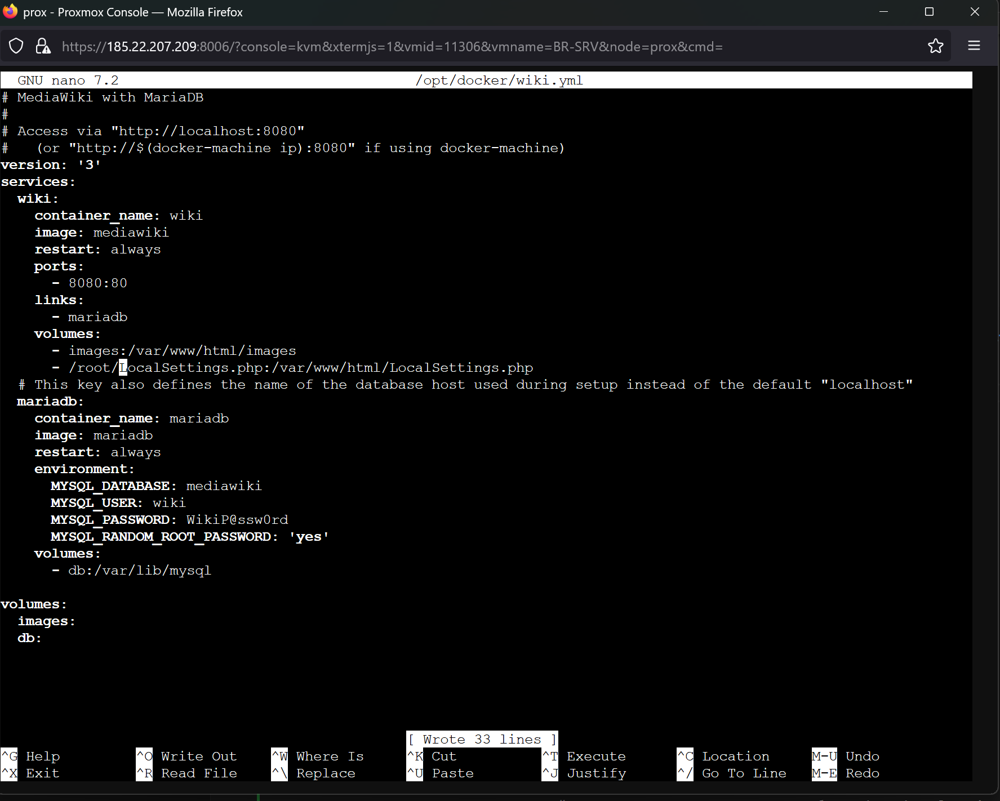 prox - Proxmox Console — Mozilla Firefox
https://185.22.207.209:8006/?console=kvm&xtermjs=1&vmid=11306&vmname=BR-SRV&node=prox&cmd=
GNU nano 7.2 /opt/docker/wiki.yml
# MediaWiki with MariaDB
#
# Access via "http://localhost:8080"
#   (or "http://$(docker-machine ip):8080" if using docker-machine)
version: '3'
services:
  wiki:
    container_name: wiki
    image: mediawiki
    restart: always
    ports:
      - 8080:80
    links:
      - mariadb
    volumes:
      - images:/var/www/html/images
      - /root/LocalSettings.php:/var/www/html/LocalSettings.php
  # This key also defines the name of the database host used during setup instead of the default "localhost"
  mariadb:
    container_name: mariadb
    image: mariadb
    restart: always
    environment:
      MYSQL_DATABASE: mediawiki
      MYSQL_USER: wiki
      MYSQL_PASSWORD: WikiP@ssw0rd
      MYSQL_RANDOM_ROOT_PASSWORD: 'yes'
    volumes:
      - db:/var/lib/mysql
volumes:
  images:
  db:
[ Wrote 33 lines ]
^G Help ^O Write Out ^W Where Is ^K Cut ^T Execute ^C Location M-U Undo
^X Exit ^R Read File ^\ Replace ^U Paste ^J Justify ^/ Go To Line M-E Redo